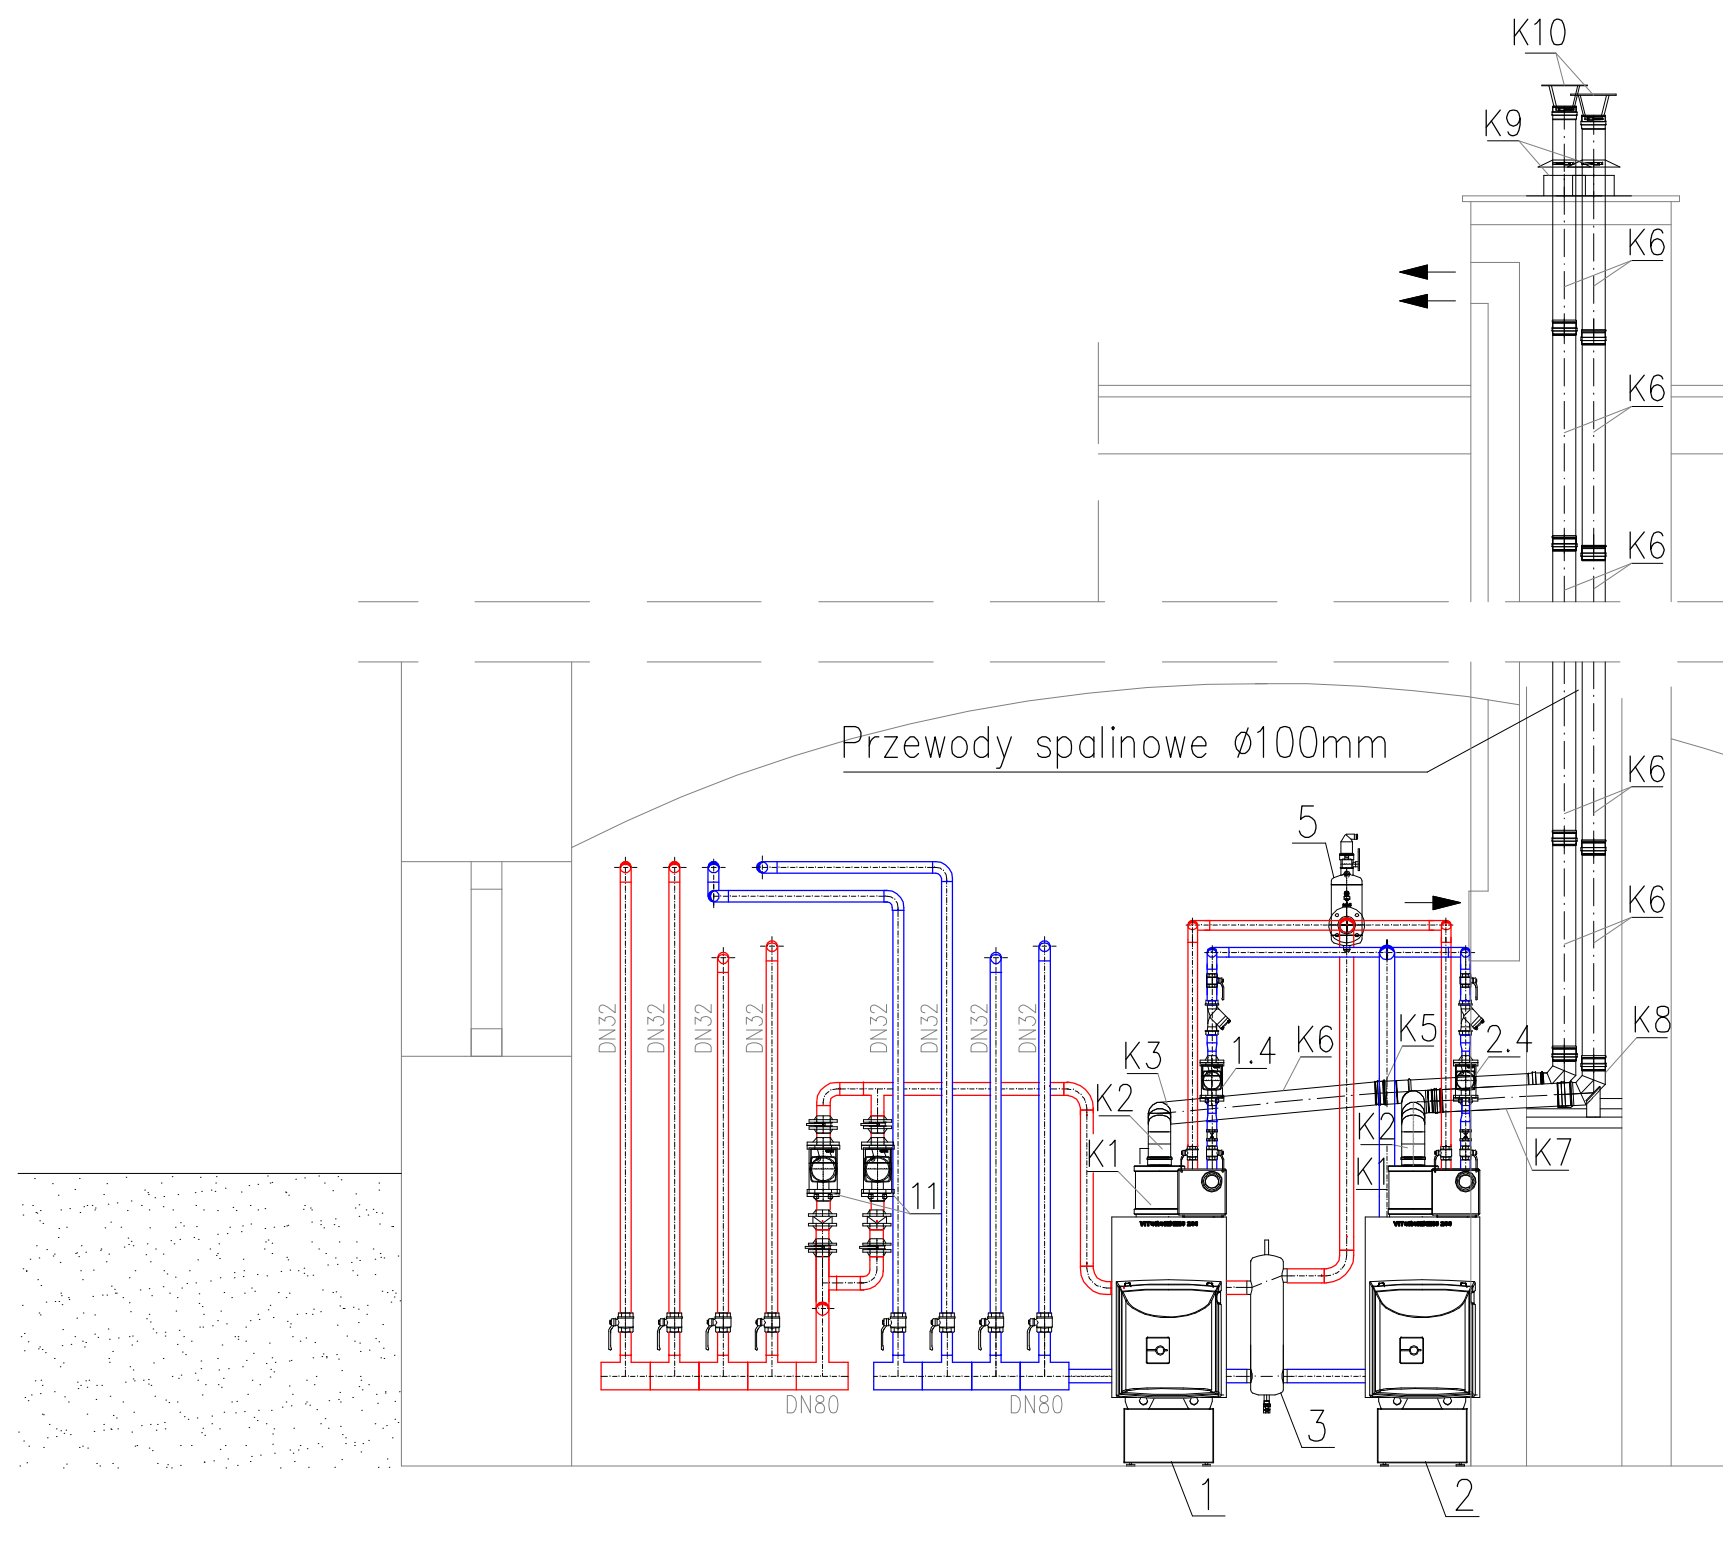 K10
K9
K6
K6
K6
Przewody spalinowe Ø100mm
K6
5
K6
DN32
DN32
DN32
DN32
DN32
DN32
DN32
DN32
K3
1.4
K6
K5
2.4
K8
K2
K2
K1
K1
K7
11
DN80
DN80
3
1
2